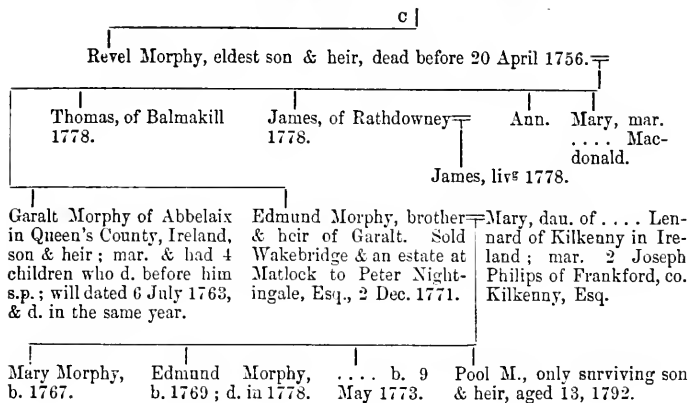 C
Revel Morphy, eldest son & heir, dead before 20 April 1756.
Thomas, of Balmakill
1778.
James, of Rathdowney
1778.
Ann.
Mary, mar.
. . . . Mac-
donald.
James, livg 1778.
Garalt Morphy of Abbelaix
in Queen's County, Ireland,
son & heir ; mar. & had 4
children who d. before him
s.p. ; will dated 6 July 1763,
& d. in the same year.
Edmund Morphy, brother
& heir of Garalt. Sold
Wakebridge & an estate at
Matlock to Peter Night-
ingale, Esq., 2 Dec. 1771.
Mary, dau. of . . . . Len-
nard of Kilkenny in Ire-
land ; mar. 2 Joseph
Philips of Frankford, co.
Kilkenny, Esq.
Mary Morphy,
b. 1767.
Edmund Morphy,
b. 1769 ; d. in 1778.
. . . . b. 9
May 1773.
Pool M., only surviving son
& heir, aged 13, 1792.